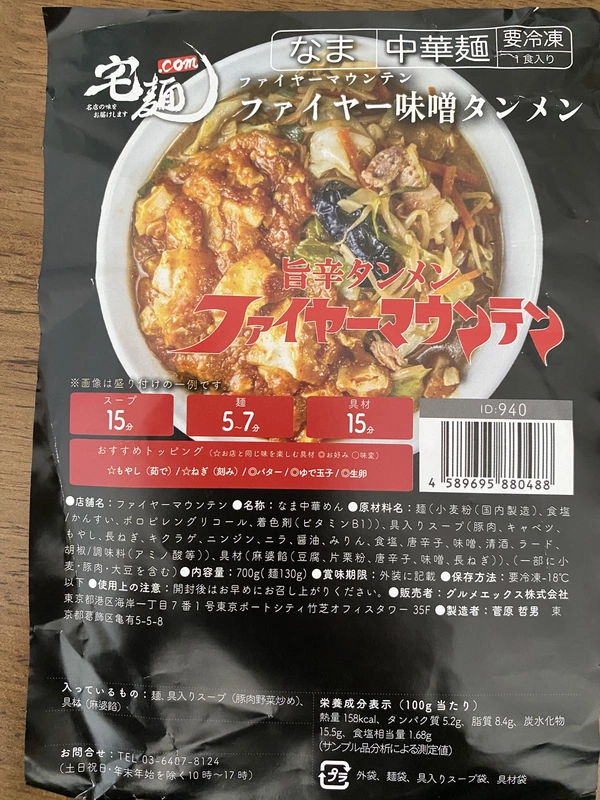 なま 中華麺 要冷凍
1食入り
宅麺.com
名店の味を
お届けします
ファイヤーマウンテン
ファイヤー味噌タンメン
旨辛タンメン
ファイヤーマウンテン
※画像は盛り付けの一例です。
スープ 麺 具材
15分 5~7分 15分
ID:940
おすすめトッピング（☆お店と同じ味を楽しむ具材 ◎お好み 〇味変）
☆もやし（茹で）/☆ねぎ（刻み）/◎バター/◎ゆで玉子/◎生卵
4 589695 880488
●店舗名：ファイヤーマウンテン ●名称：なま中華めん ●原材料名：麺（小麦粉（国内製造）、食塩
/かんすい、ポロピレングリコール、着色剤（ビタミンB1））、具入りスープ（豚肉、キャベツ、
もやし、長ねぎ、キクラゲ、ニンジン、ニラ、醤油、みりん、食塩、唐辛子、味噌、清酒、ラード、
胡椒/調味料（アミノ酸等））、具材（麻婆餡（豆腐、片栗粉、唐辛子、味噌、長ねぎ））、（一部に小
麦・豚肉・大豆を含む）●内容量：700g（麺130g）●賞味期限：外装に記載 ●保存方法：要冷凍-18℃
以下 ●使用上の注意：開封後はお早めにお召し上がりください。●販売者：グルメエックス株式会社
東京都港区海岸一丁目7番1号東京ポートシティ竹芝オフィスタワー 35F ●製造者：菅原 哲男 東
京都葛飾区亀有5-5-8
入っているもの：麺、具入りスープ（豚肉野菜炒め）、
具材（麻婆餡）
お問合せ：TEL 03-6407-8124
（土日祝日・年末年始を除く10時～17時）
栄養成分表示（100g当たり）
熱量 158kcal、タンパク質 5.2g、脂質 8.4g、炭水化物
15.5g、食塩相当量 1.68g
（サンプル品分析による測定値）
プラ 外袋、麺袋、具入りスープ袋、具材袋